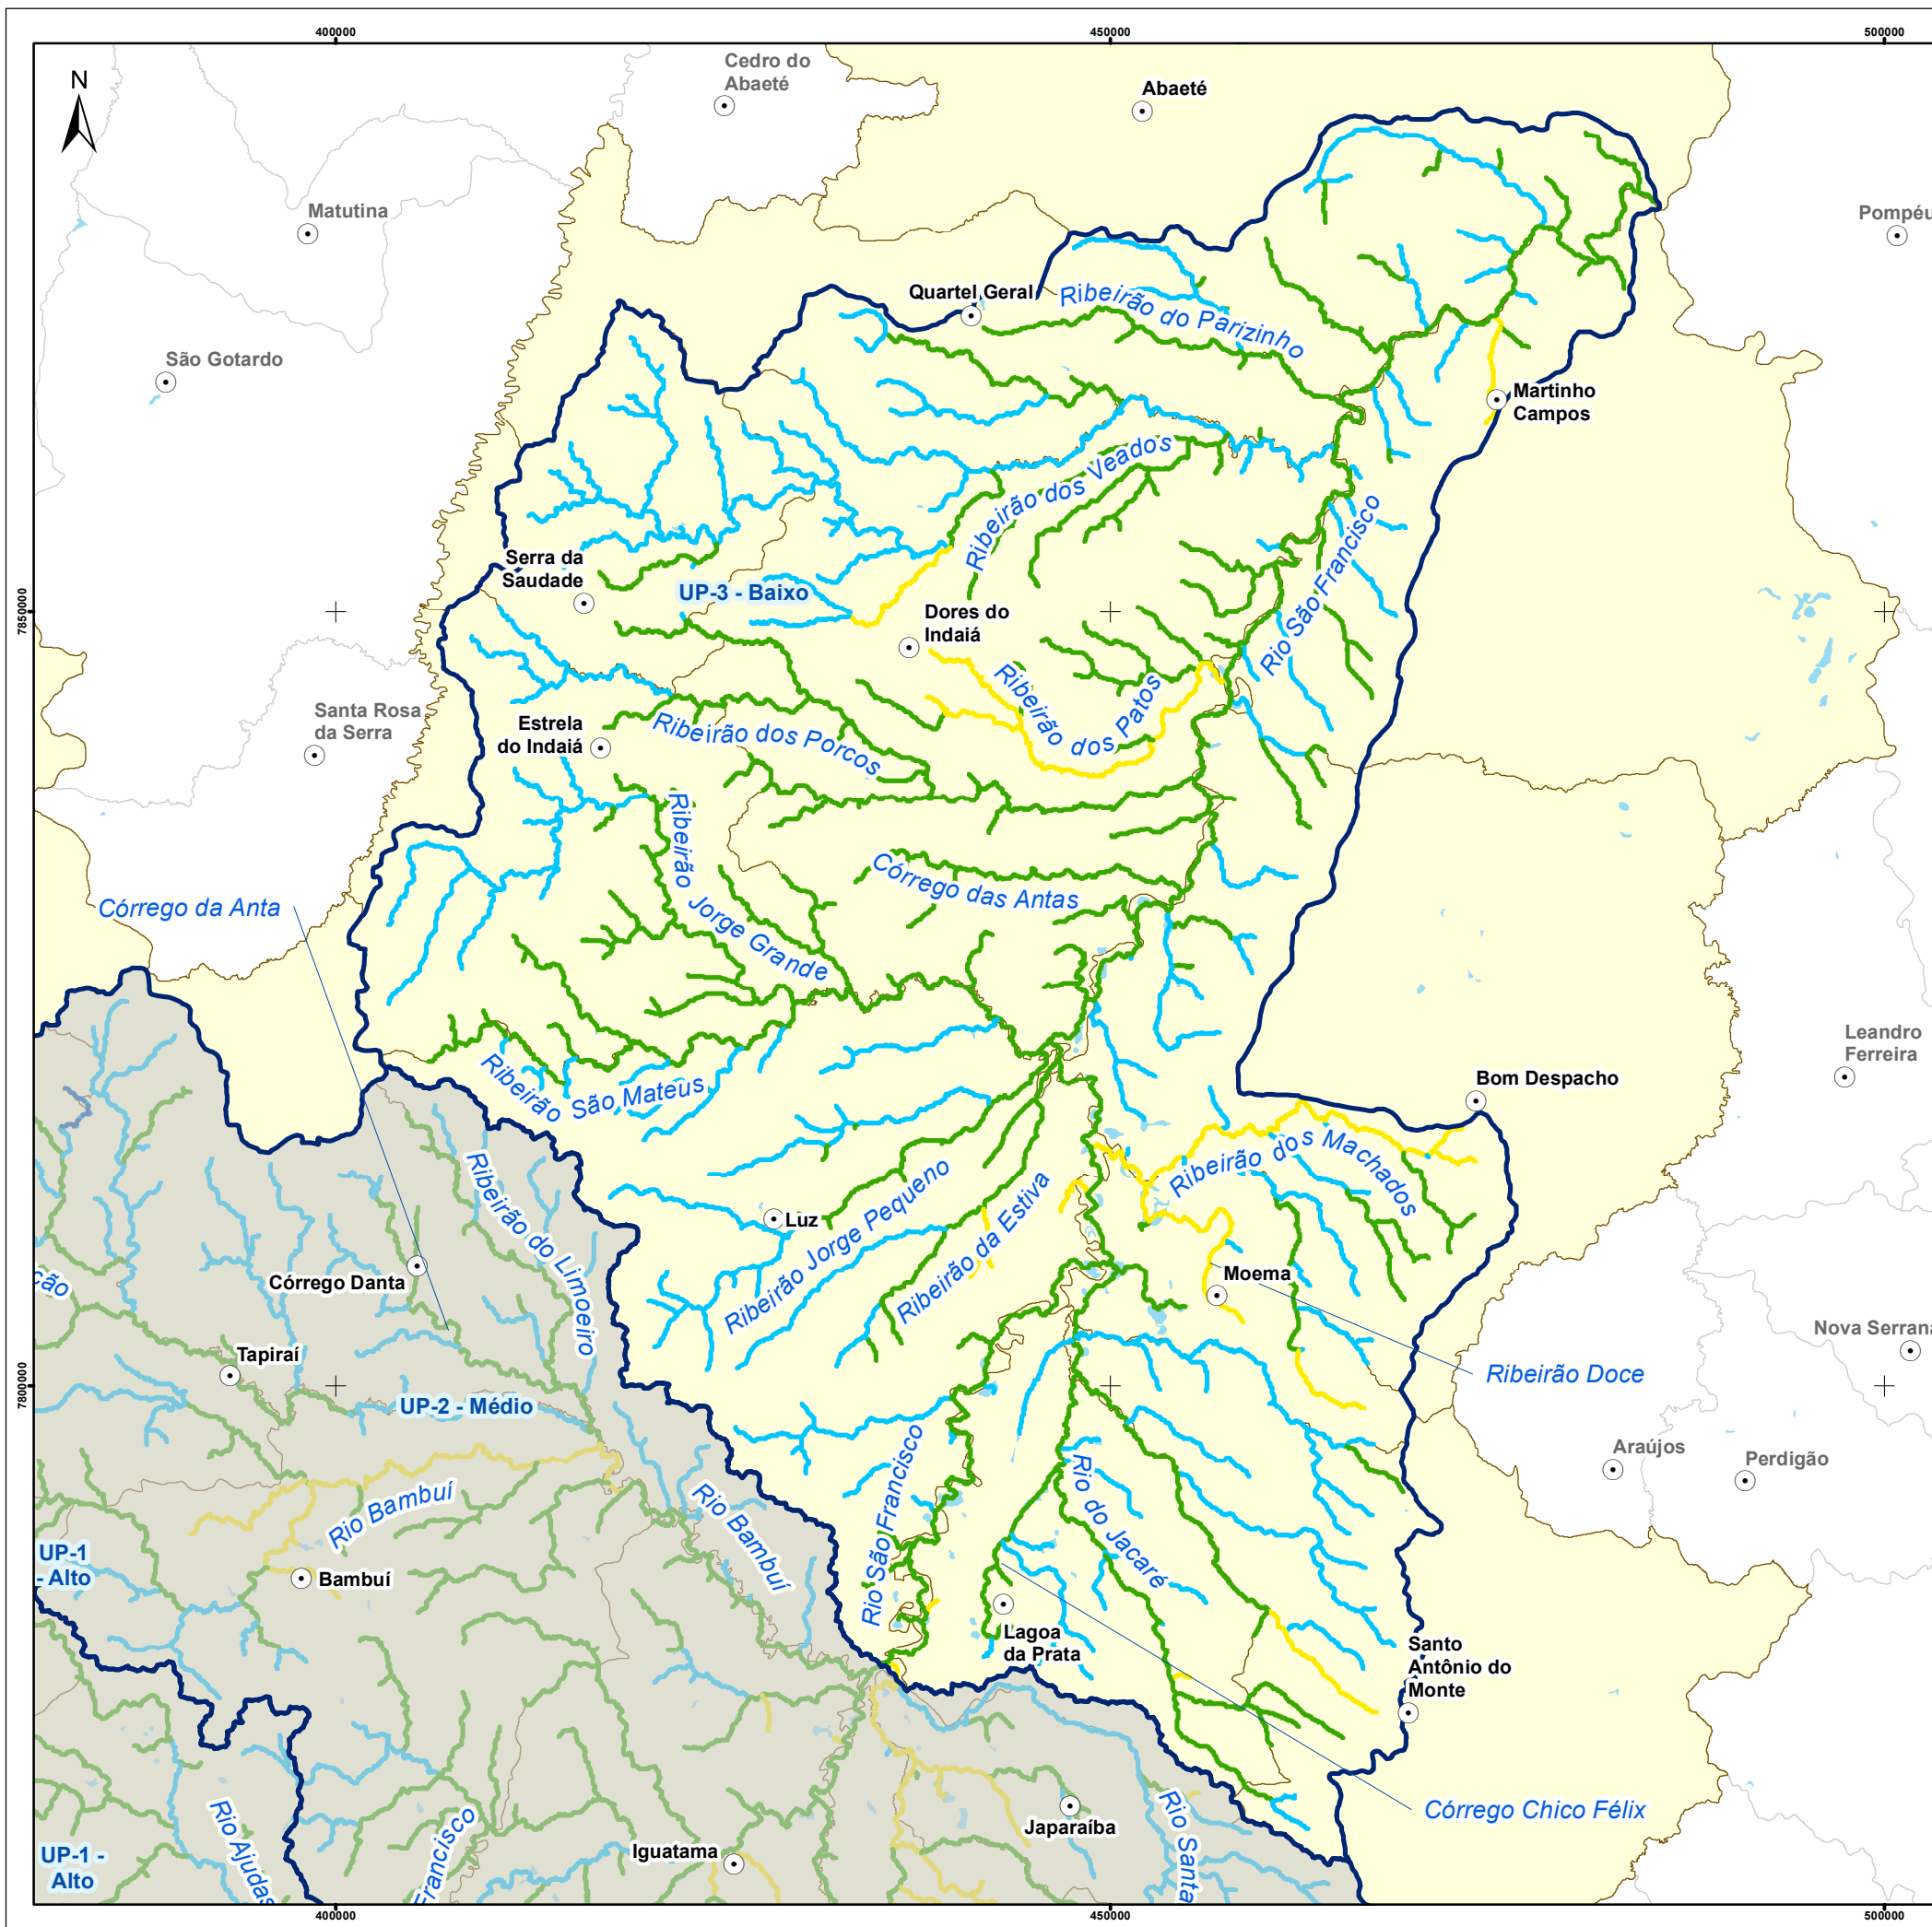 400000
450000
500000
N
Cedro do
Abaeté
Abaeté
Matutina
Pompéu
Quartel Geral
Ribeirão do Parizinho
São Gotardo
Martinho
Campos
Ribeirão dos Veados
Rio São Francisco
Serra da
Saudade
UP-3 - Baixo
7850000
Dores do
Indaiá
Ribeirão dos Patos
Santa Rosa
da Serra
Estrela
do Indaiá
Ribeirão dos Porcos
Ribeirão Jorge Grande
Córrego das Antas
Córrego da Anta
Leandro
Ferreira
Ribeirão São Mateus
Bom Despacho
Ribeirão dos Machados
Ribeirão do Limoeiro
Luz
Ribeirão Jorge Pequeno
Ribeirão da Estiva
ção
Córrego Danta
Moema
Nova Serrana
Tapiraí
Ribeirão Doce
7800000
UP-2 - Médio
Rio São Francisco
Araújos
Perdigão
Rio Bambuí
Rio Bambuí
Rio do Jacaré
UP-1
- Alto
Bambuí
Lagoa
da Prata
Santo
Antônio do
Monte
Rio Ajudas
Francisco
Japaraíba
Rio Santa
Córrego Chico Félix
Iguatama
UP-1 -
Alto
400000
450000
500000